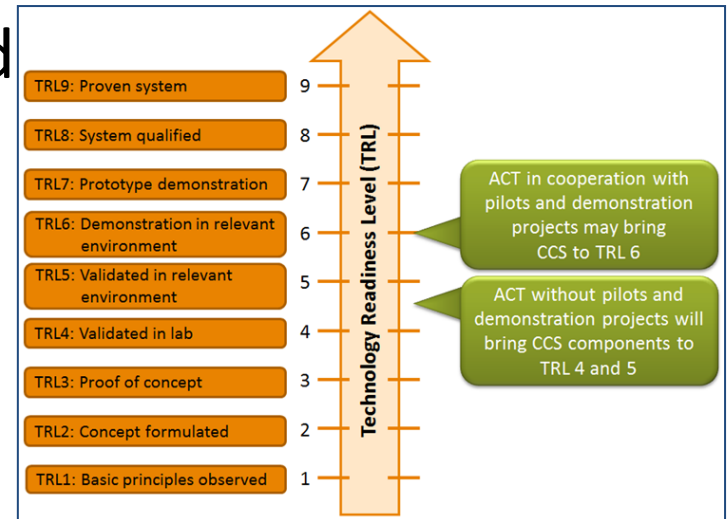 d
TRL9: Proven system
9
TRL8: System qualified
8
TRL7: Prototype demonstration
7
TRL6: Demonstration in relevant
environment
6
TRL5: Validated in relevant
environment
5
TRL4: Validated in lab
4
TRL3: Proof of concept
3
TRL2: Concept formulated
2
TRL1: Basic principles observed
1
Technology Readiness Level (TRL)
ACT in cooperation with
pilots and demonstration
projects may bring
CCS to TRL 6
ACT without pilots and
demonstration projects will
bring CCS components to
TRL 4 and 5